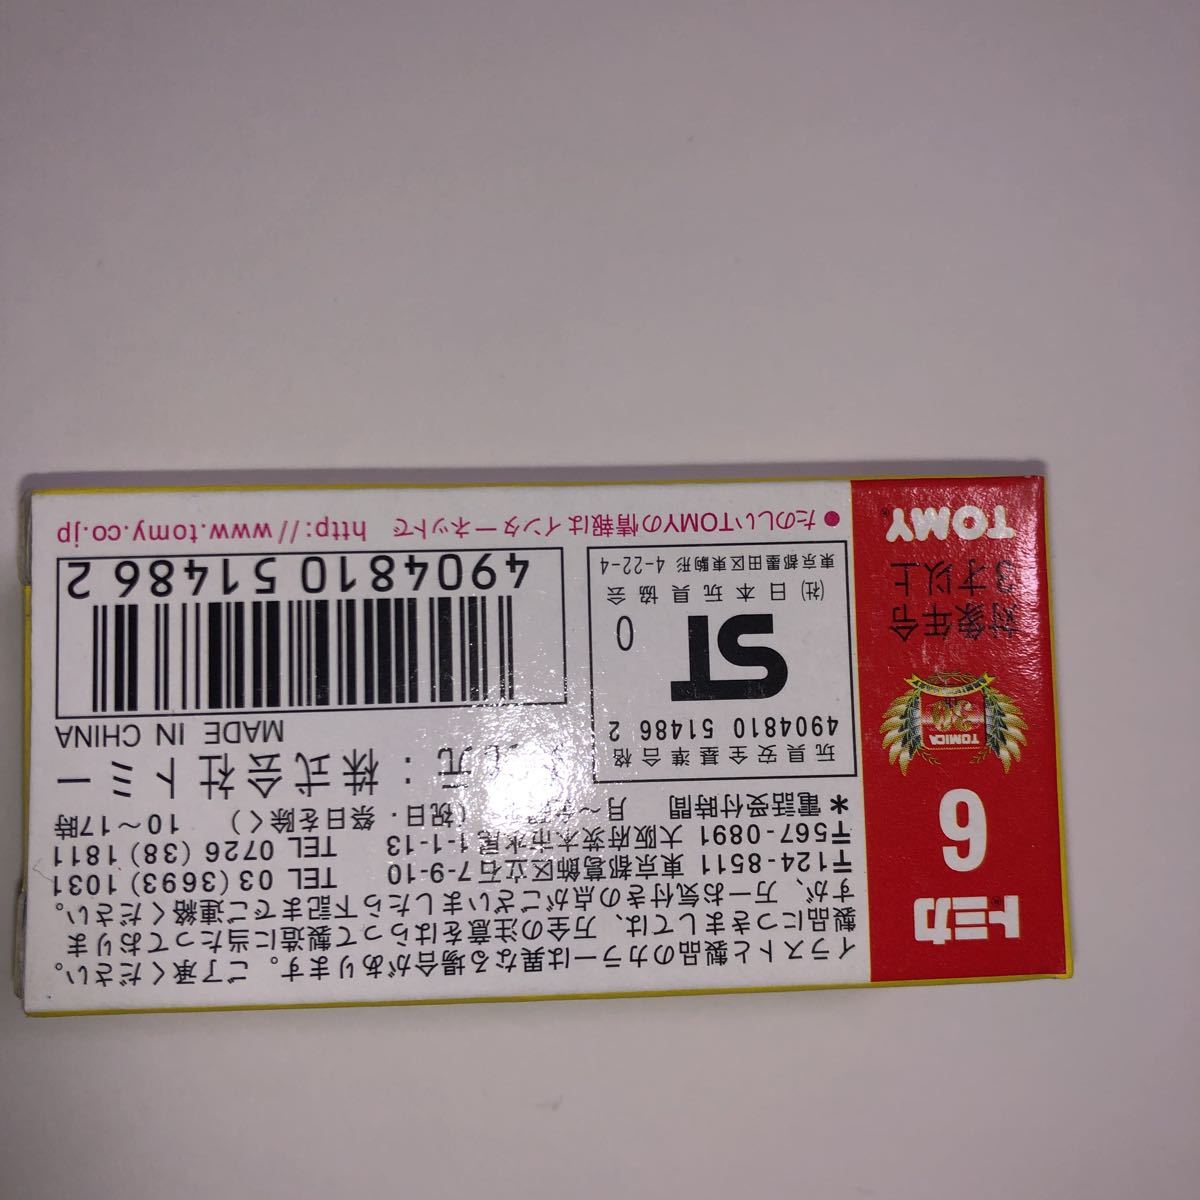 トミカ
6
TOMICA
30
対象年令
3才以上
TOMY
イラストと製品のカラーは異なる場合があります。ご了承ください。
製品につきましては、万全の注意をはらって製造に当たっておりま
すが、万一お気付きの点がございましたら下記までご連絡ください。
〒124-8511 東京都葛飾区立石7-9-10 TEL 03 (3693) 1031
〒567-0891 大阪府茨木市水尾1-1-13 TEL 0726 (38) 1811
＊電話受付時間 月～ (祝日・祭日を除く) 10～17時
元：株式会社トミー
MADE IN CHINA
玩具安全基準合格
4904810 51486 2
ST
0
(社) 日本玩具協会
東京都墨田区東駒形 4-22-4
4904810 514862
●たのしいTOMYの情報はインターネットで http://www.tomy.co.jp